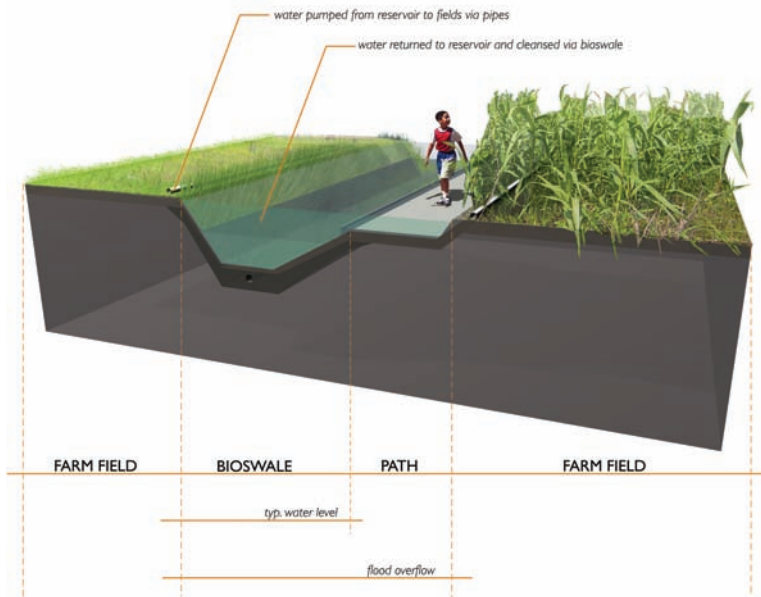 water pumped from reservoir to fields via pipes
water returned to reservoir and cleansed via bioswale
FARM FIELD BIOSWALE PATH FARM FIELD
typ. water level
flood overflow